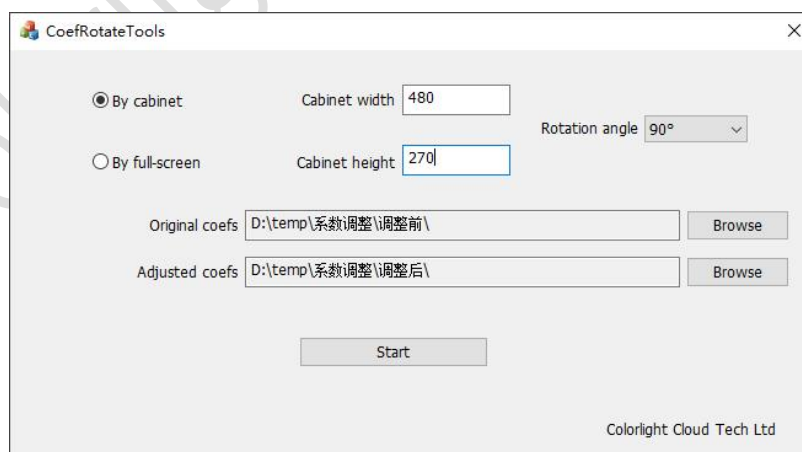 CoefRotateTools
By cabinet
Cabinet width 480
Rotation angle 90°
By full-screen
Cabinet height 270
Original coefs D:\temp\系数调整\调整前\ Browse
Adjusted coefs D:\temp\系数调整\调整后\ Browse
Start
Colorlight Cloud Tech Ltd